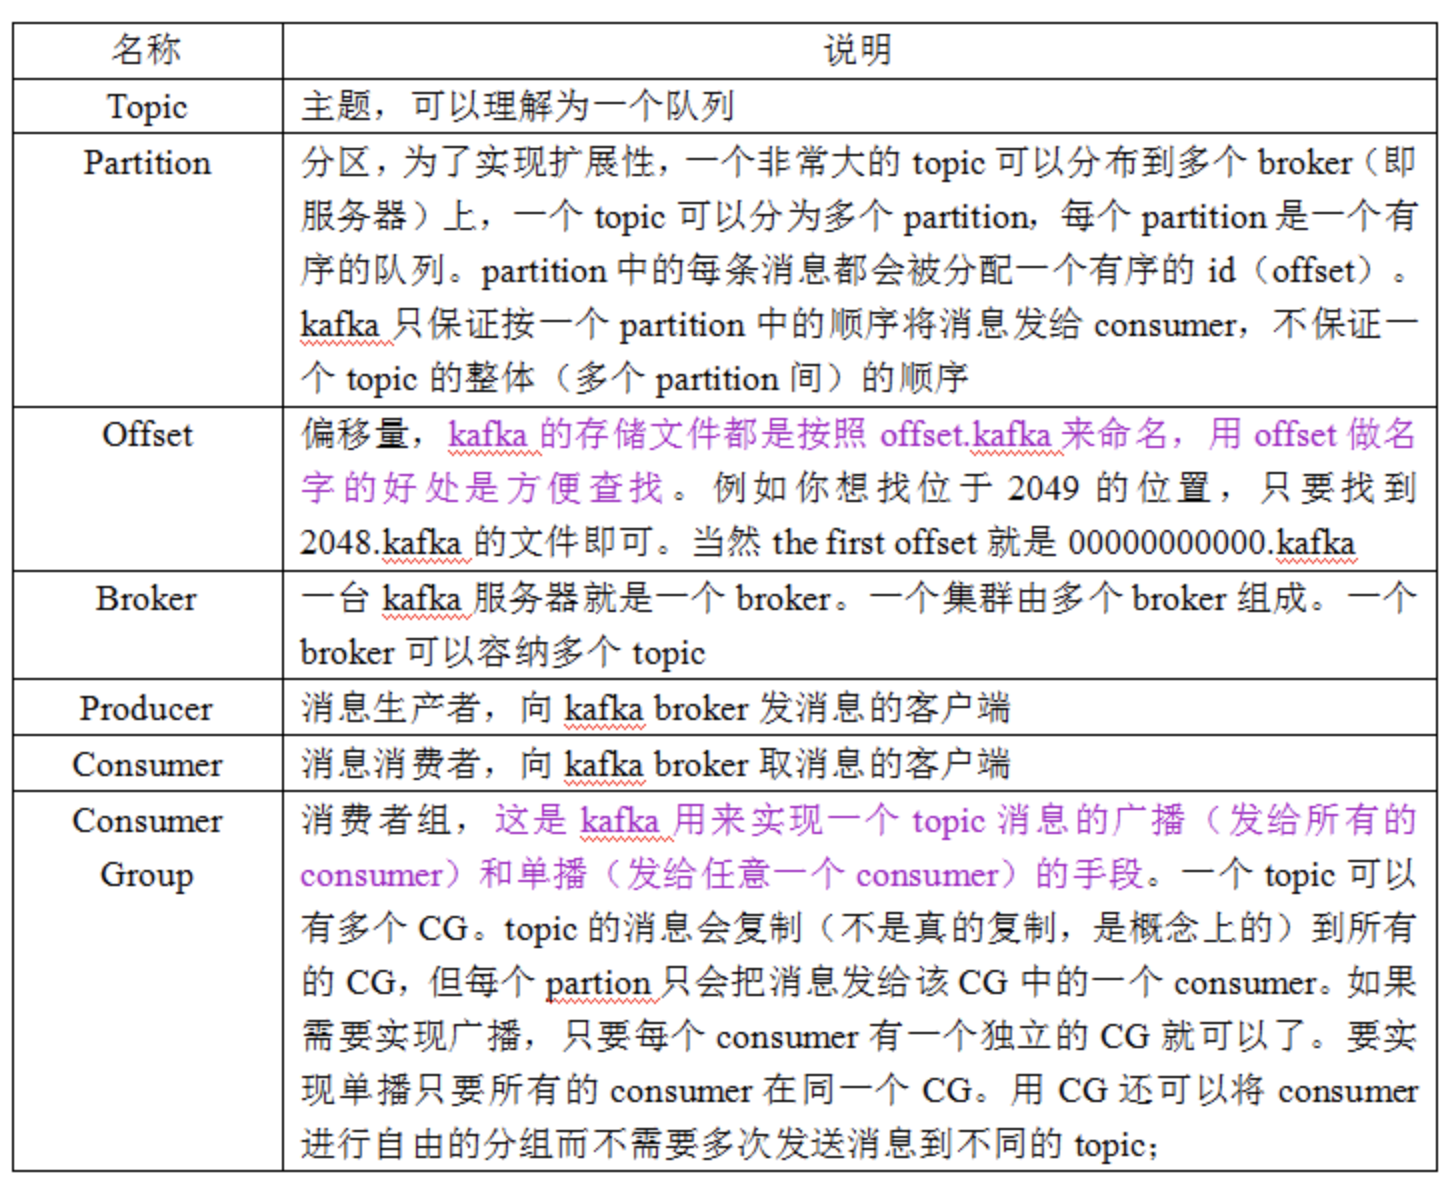 名称 说明
Topic 主题，可以理解为一个队列
Partition 分区，为了实现扩展性，一个非常大的 topic 可以分布到多个 broker（即
服务器）上，一个 topic 可以分为多个 partition，每个 partition 是一个有
序的队列。partition 中的每条消息都会被分配一个有序的 id（offset）。
kafka 只保证按一个 partition 中的顺序将消息发给 consumer，不保证一
个 topic 的整体（多个 partition 间）的顺序
Offset 偏移量，kafka 的存储文件都是按照 offset.kafka 来命名，用 offset 做名
字的好处是方便查找。例如你想找位于 2049 的位置，只要找到
2048.kafka 的文件即可。当然 the first offset 就是 00000000000.kafka
Broker 一台 kafka 服务器就是一个 broker。一个集群由多个 broker 组成。一个
broker 可以容纳多个 topic
Producer 消息生产者，向 kafka broker 发消息的客户端
Consumer 消息消费者，向 kafka broker 取消息的客户端
Consumer 消费者组，这是 kafka 用来实现一个 topic 消息的广播（发给所有的
Group consumer）和单播（发给任意一个 consumer）的手段。一个 topic 可以
有多个 CG。topic 的消息会复制（不是真的复制，是概念上的）到所有
的 CG，但每个 partion 只会把消息发给该 CG 中的一个 consumer。如果
需要实现广播，只要每个 consumer 有一个独立的 CG 就可以了。要实
现单播只要所有的 consumer 在同一个 CG。用 CG 还可以将 consumer
进行自由的分组而不需要多次发送消息到不同的 topic；